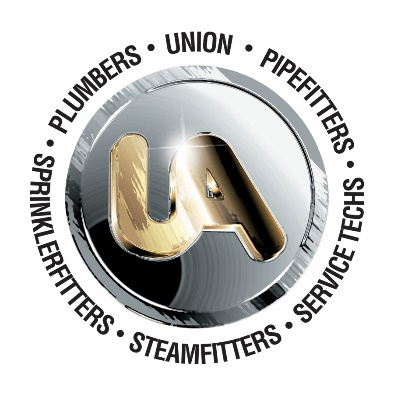 UNION • PIPEFITTERS • SERVICE TECHS • STEAMFITTERS • SPRINKLERFITTERS • PLUMBERS •
UA